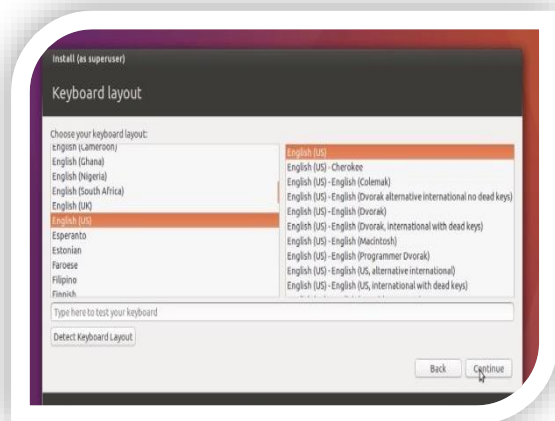 Install (as superuser)
Keyboard layout
Choose your keyboard layout:
English (Cameroon)
English (Ghana)
English (Nigeria)
English (South Africa)
English (UK)
English (US)
Esperanto
Estonian
Faroese
Filipino
Finnish
English (US)
English (US) - Cherokee
English (US) - English (Colemak)
English (US) - English (Dvorak alternative international no dead keys)
English (US) - English (Dvorak)
English (US) - English (Dvorak, international with dead keys)
English (US) - English (Macintosh)
English (US) - English (Programmer Dvorak)
English (US) - English (US, alternative international)
English (US) - English (US, international with dead keys)
Type here to test your keyboard
Detect Keyboard Layout
Back
Continue